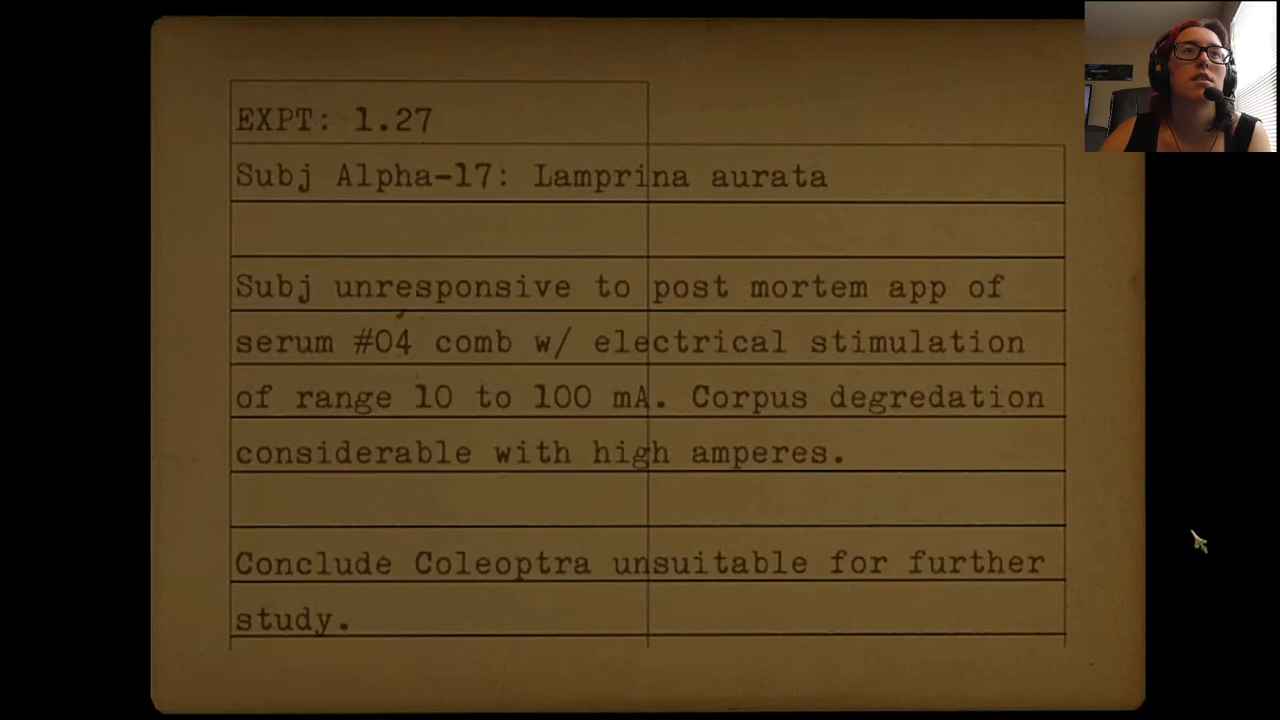 EXPT: 1.27
Subj Alpha-17: Lamprina aurata
Subj unresponsive to post mortem app of
serum #04 comb w/ electrical stimulation
of range 10 to 100 mA. Corpus degredation
considerable with high amperes.
Conclude Coleoptra unsuitable for further
study.